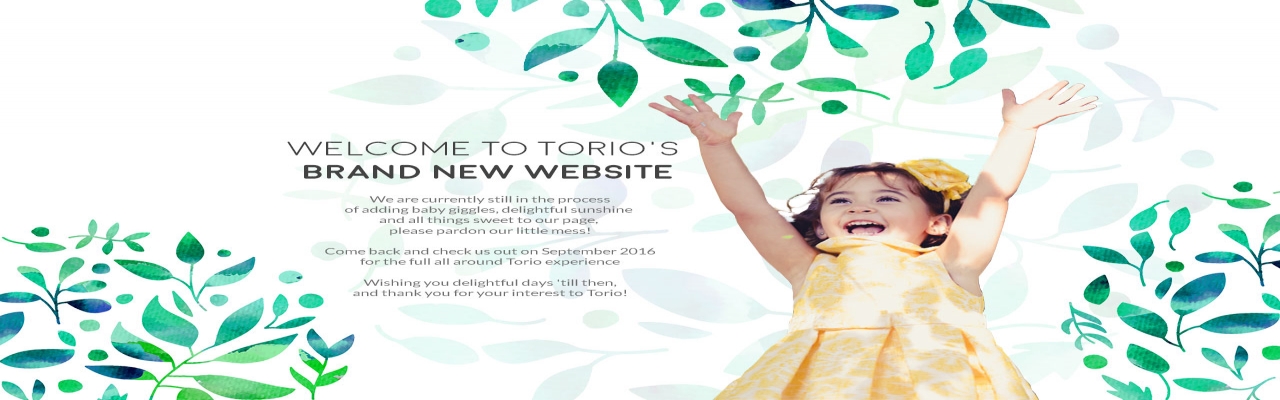 WELCOME TO TORIO'S
BRAND NEW WEBSITE
We are currently still in the process
of adding baby giggles, delightful sunshine
and all things sweet to our page,
please pardon our little mess!
Come back and check us out on September 2016
for the full all around Torio experience
Wishing you delightful days 'till then,
and thank you for your interest to Torio!